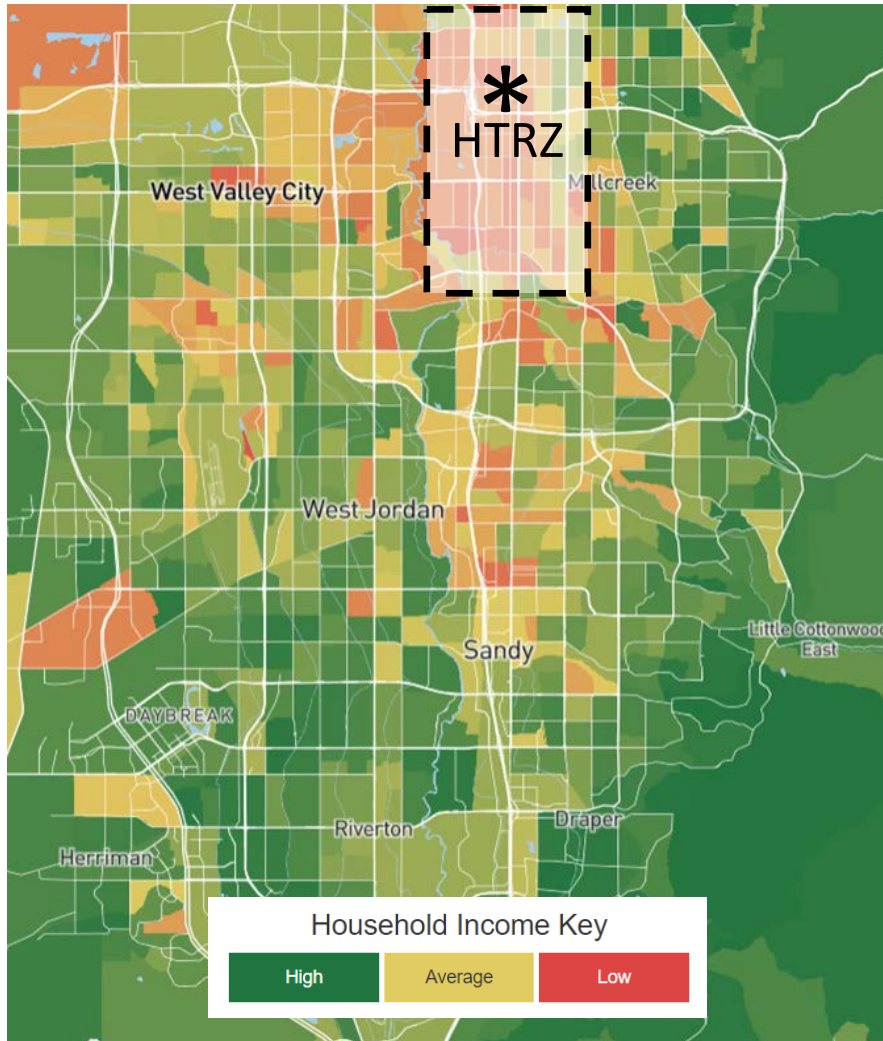 *
HTRZ
Millcreek
West Valley City
West Jordan
Sandy
Little Cottonwood
East
DAYBREAK
Riverton
Draper
Herriman
Household Income Key
High
Average
Low